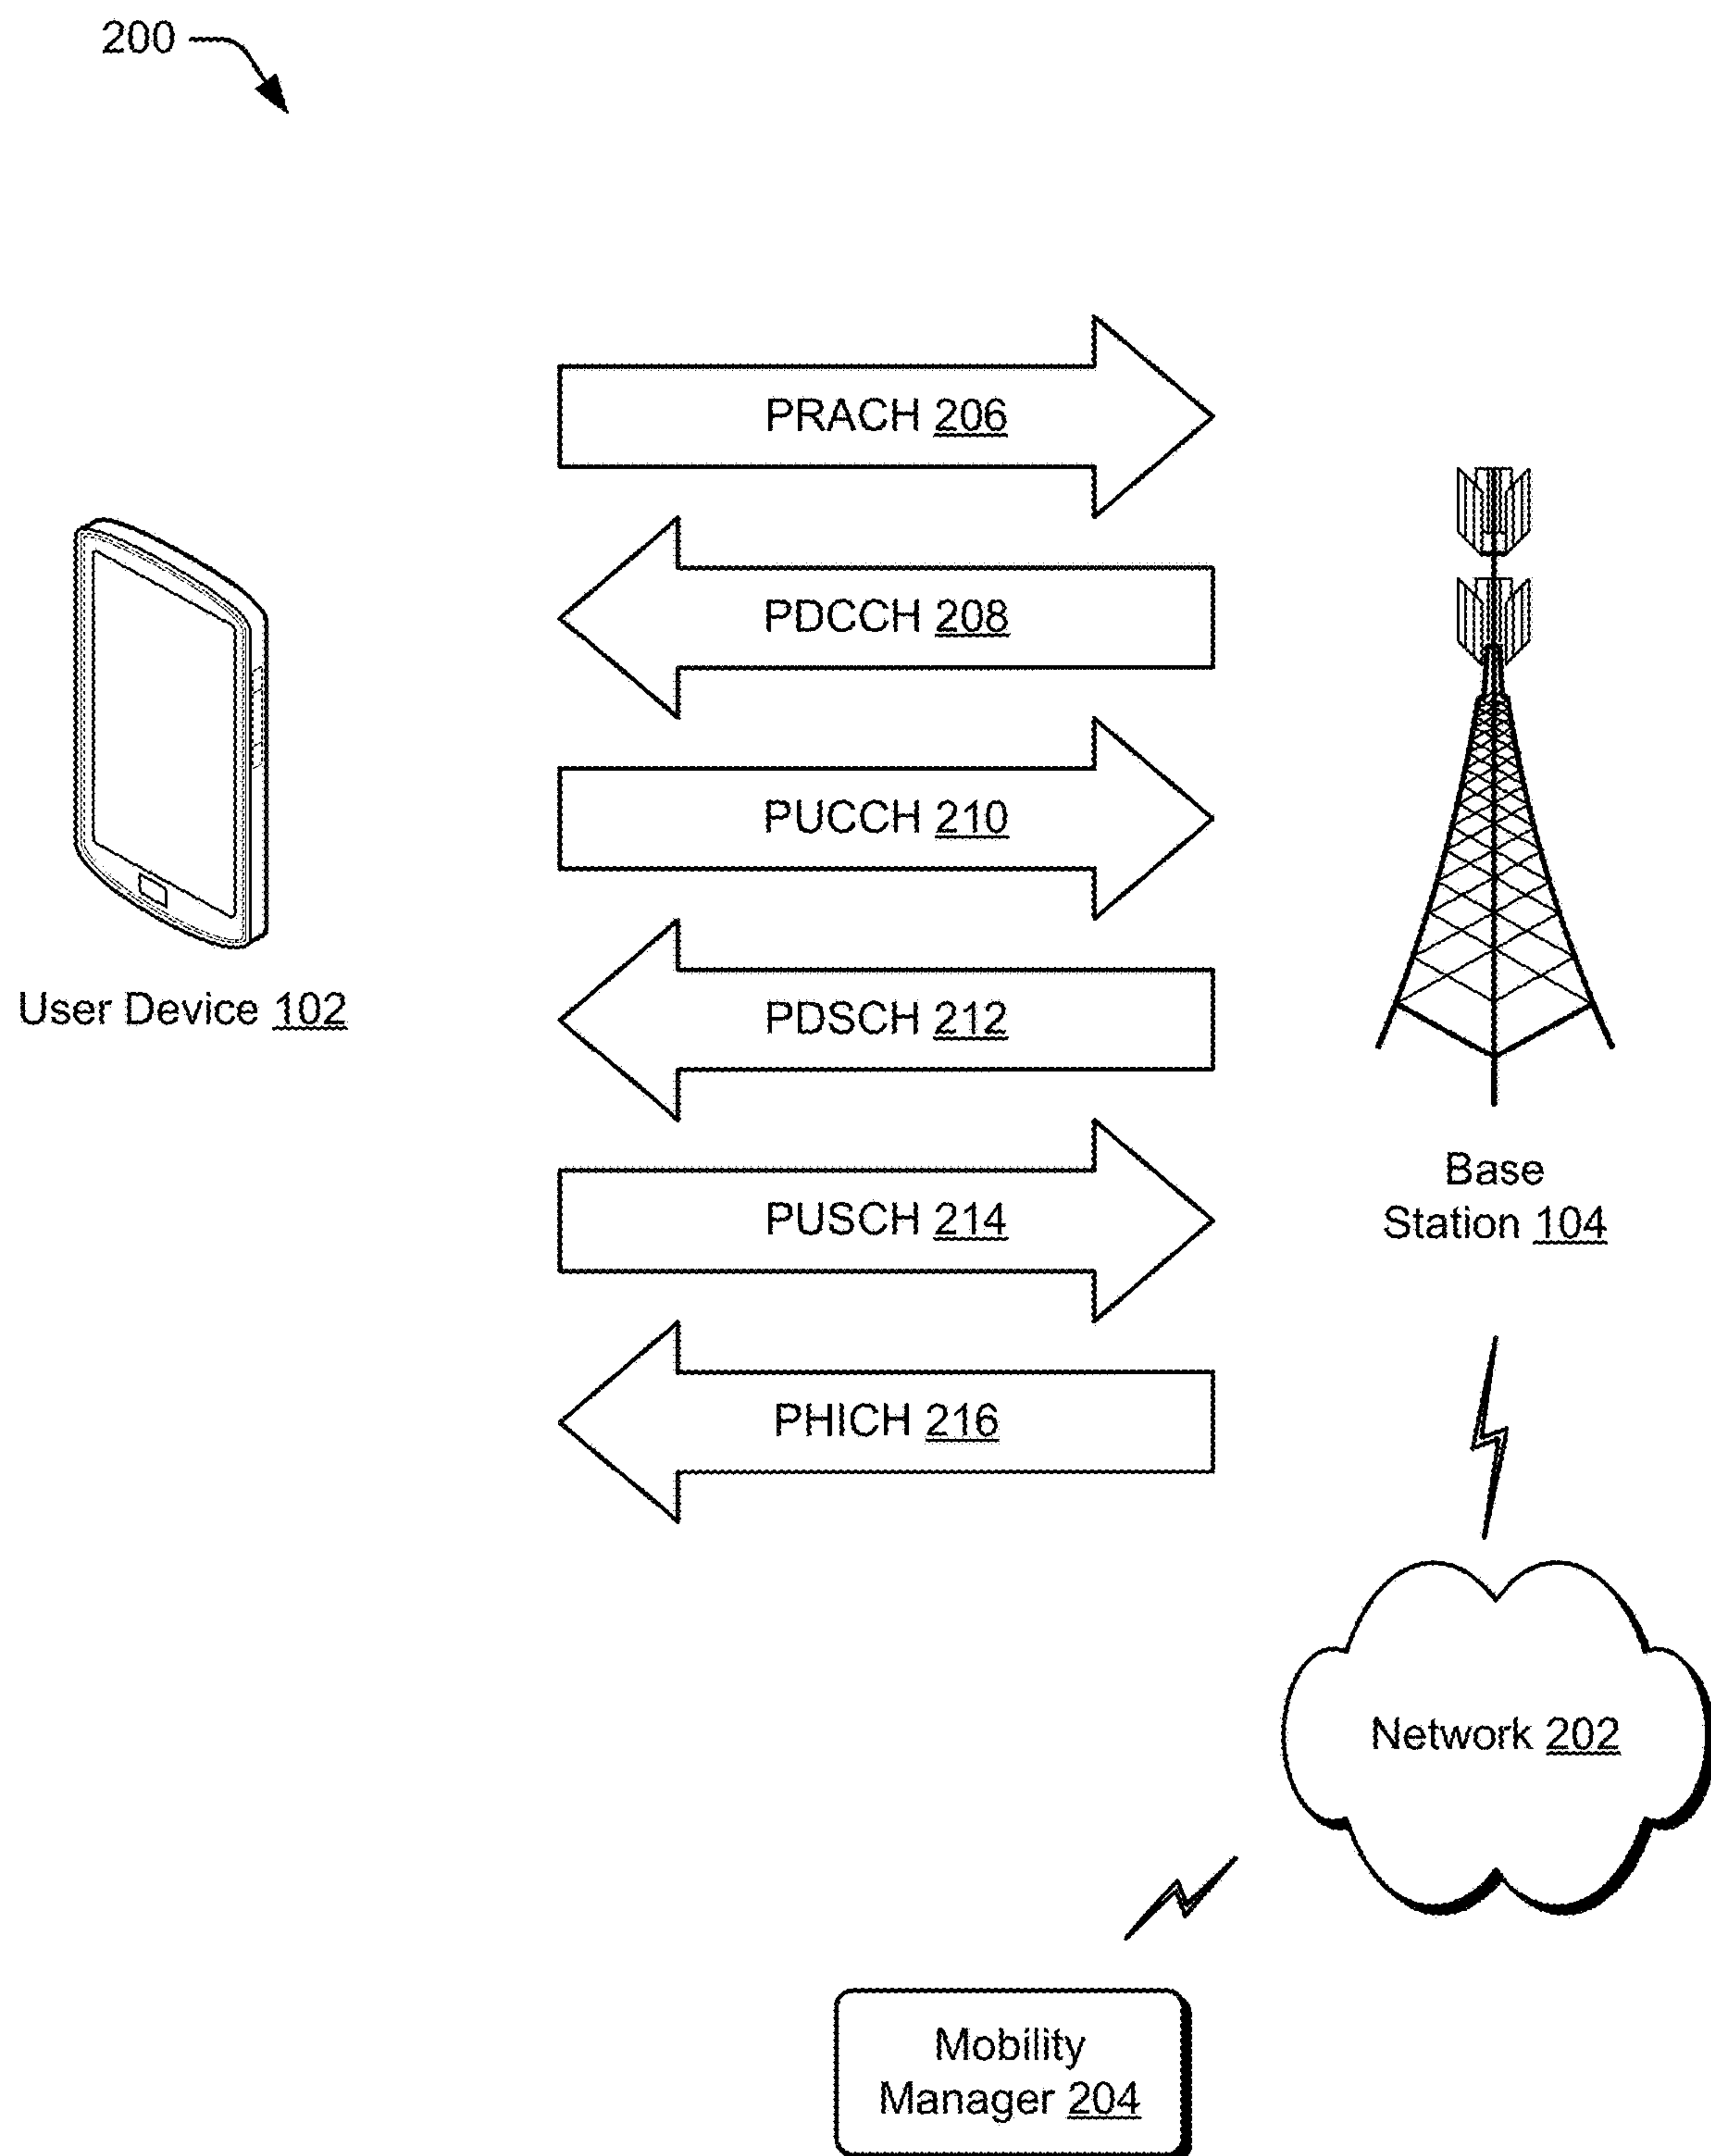 200
PRACH 206
PDCCH 208
PUCCH 210
User Device 102
PDSCH 212
PUSCH 214
Base
Station 104
PHICH 216
Network 202
Mobility
Manager 204